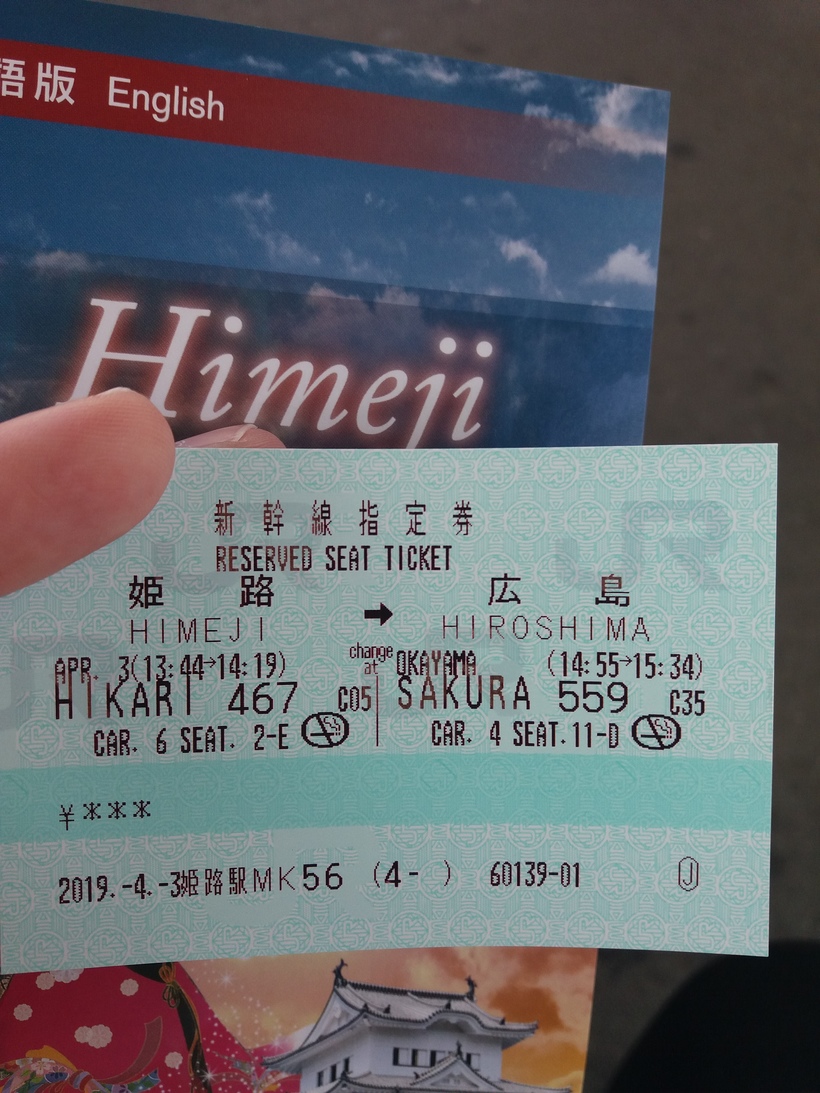 語版 English
Himeji
新幹線指定券
RESERVED SEAT TICKET
姫路 → 広島
HIMEJI HIROSHIMA
APR. 3(13:44→14:19) change at OKAYAMA (14:55→15:34)
HIKARI 467 C05 SAKURA 559 C35
CAR. 6 SEAT. 2-E CAR. 4 SEAT.11-D
¥***
2019.-4.-3姫路駅MK56 (4- ) 60139-01 Ⓙ